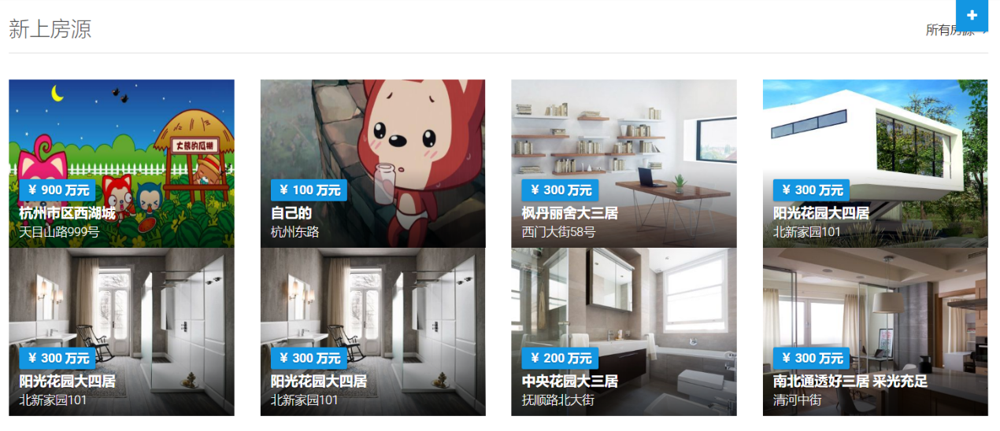 新上房源
所有房源
大熊的瓜棚
¥ 900 万元
杭州市区西湖城
天目山路999号
¥ 100 万元
自己的
杭州东路
¥ 300 万元
枫丹丽舍大三居
西门大街58号
¥ 300 万元
阳光花园大四居
北新家园101
¥ 300 万元
阳光花园大四居
北新家园101
¥ 300 万元
阳光花园大四居
北新家园101
¥ 200 万元
中央花园大三居
抚顺路北大街
¥ 300 万元
南北通透好三居 采光充足
清河中街